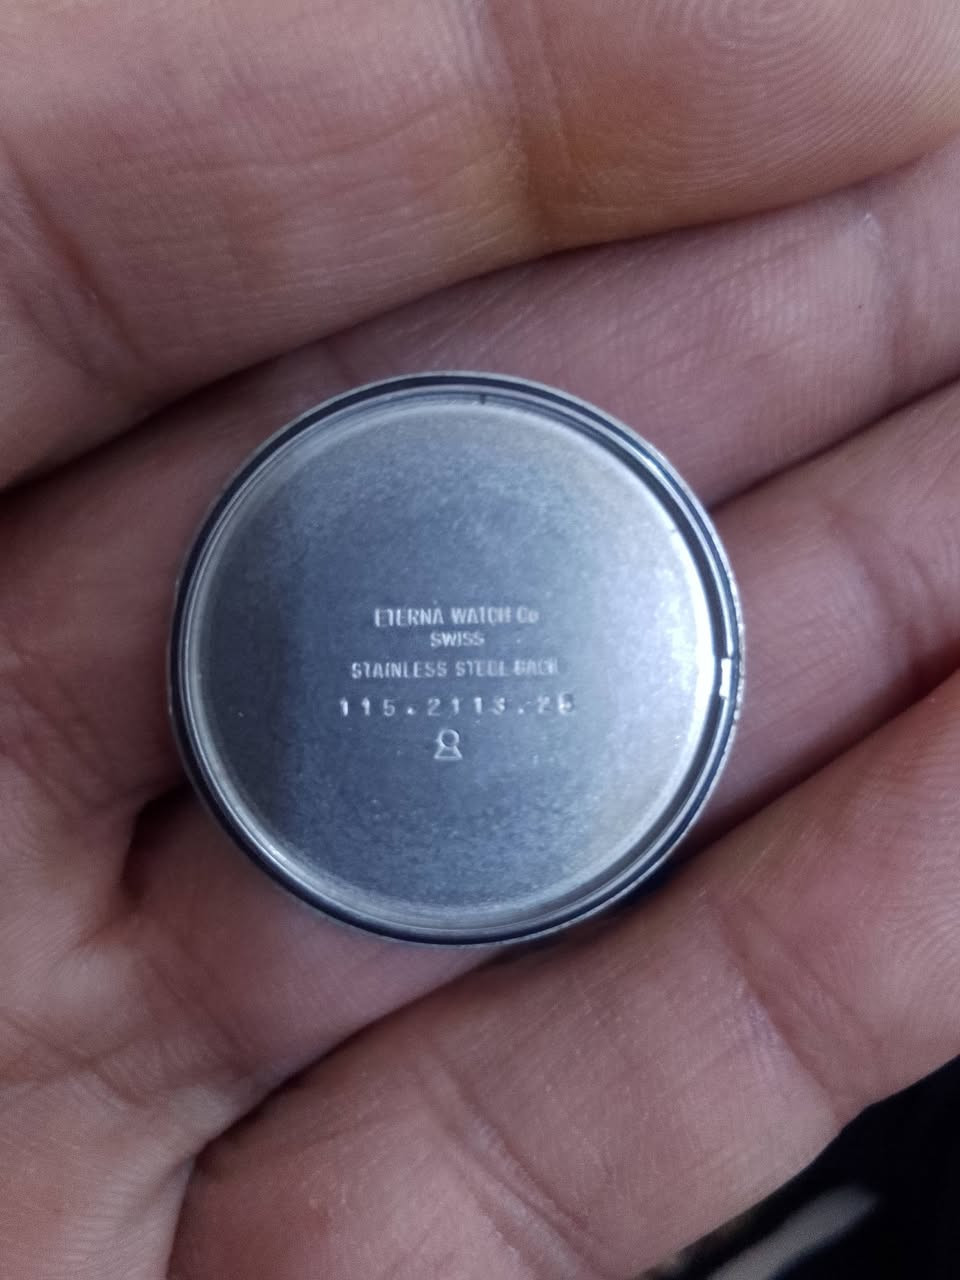 ETERNA WATCH Co
SWISS
STAINLESS STEEL BACK
115.2113.25